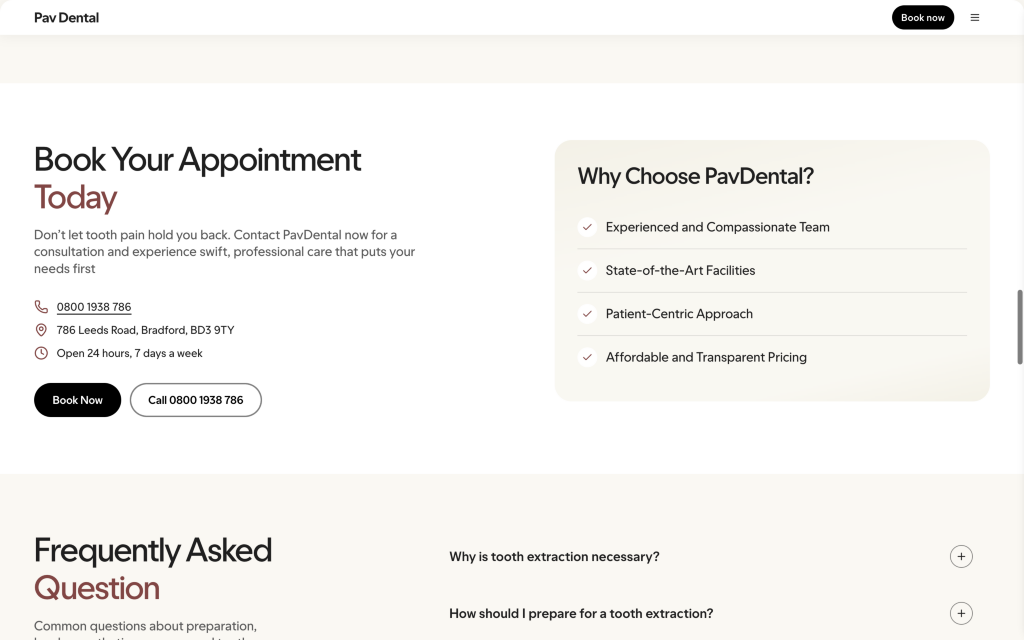 Pav Dental
Book now
Book Your Appointment
Today
Don't let tooth pain hold you back. Contact PavDental now for a
consultation and experience swift, professional care that puts your
needs first
0800 1938 786
786 Leeds Road, Bradford, BD3 9TY
Open 24 hours, 7 days a week
Book Now
Call 0800 1938 786
Why Choose PavDental?
Experienced and Compassionate Team
State-of-the-Art Facilities
Patient-Centric Approach
Affordable and Transparent Pricing
Frequently Asked
Question
Common questions about preparation,
Why is tooth extraction necessary?
How should I prepare for a tooth extraction?